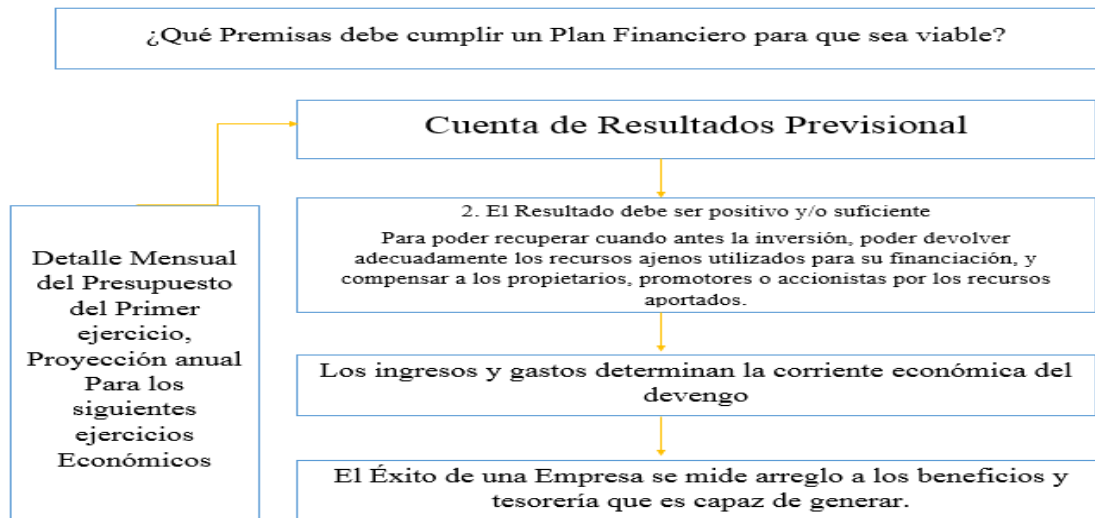 ¿Qué Premisas debe cumplir un Plan Financiero para que sea viable?
Cuenta de Resultados Previsional
2. El Resultado debe ser positivo y/o suficiente
Para poder recuperar cuando antes la inversión, poder devolver
adecuadamente los recursos ajenos utilizados para su financiación, y
compensar a los propietarios, promotores o accionistas por los recursos
aportados.
Detalle Mensual
del Presupuesto
del Primer
ejercicio,
Proyección anual
Para los
siguientes
ejercicios
Económicos
Los ingresos y gastos determinan la corriente económica del
devengo
El Éxito de una Empresa se mide arreglo a los beneficios y
tesorería que es capaz de generar.